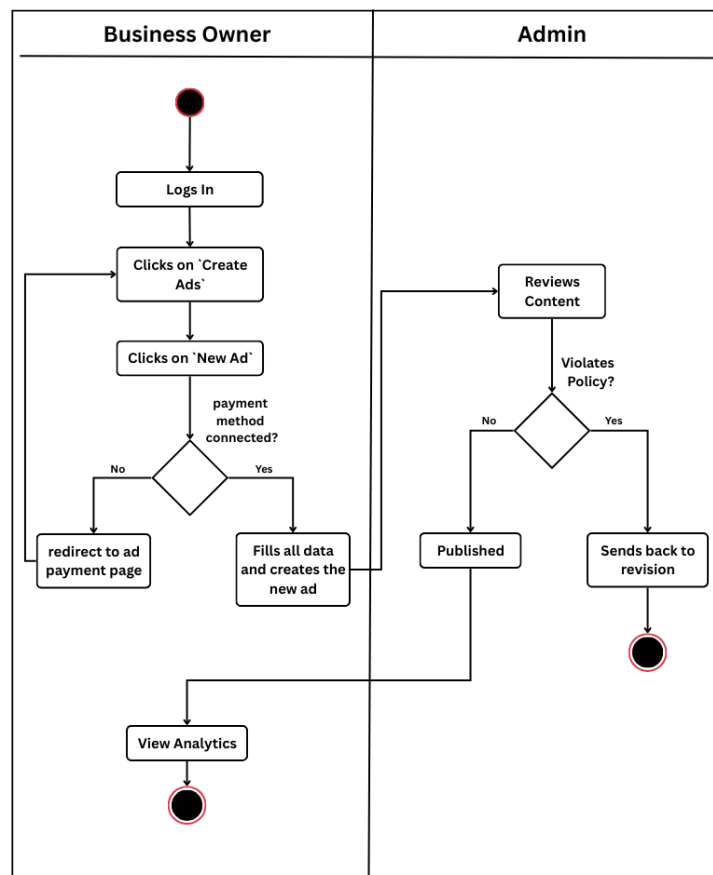 Business Owner
Admin
Logs In
Clicks on `Create
Ads`
Clicks on `New Ad`
payment
method
connected?
No
Yes
redirect to ad
payment page
Fills all data
and creates the
new ad
Reviews
Content
Violates
Policy?
No
Yes
Published
Sends back to
revision
View Analytics